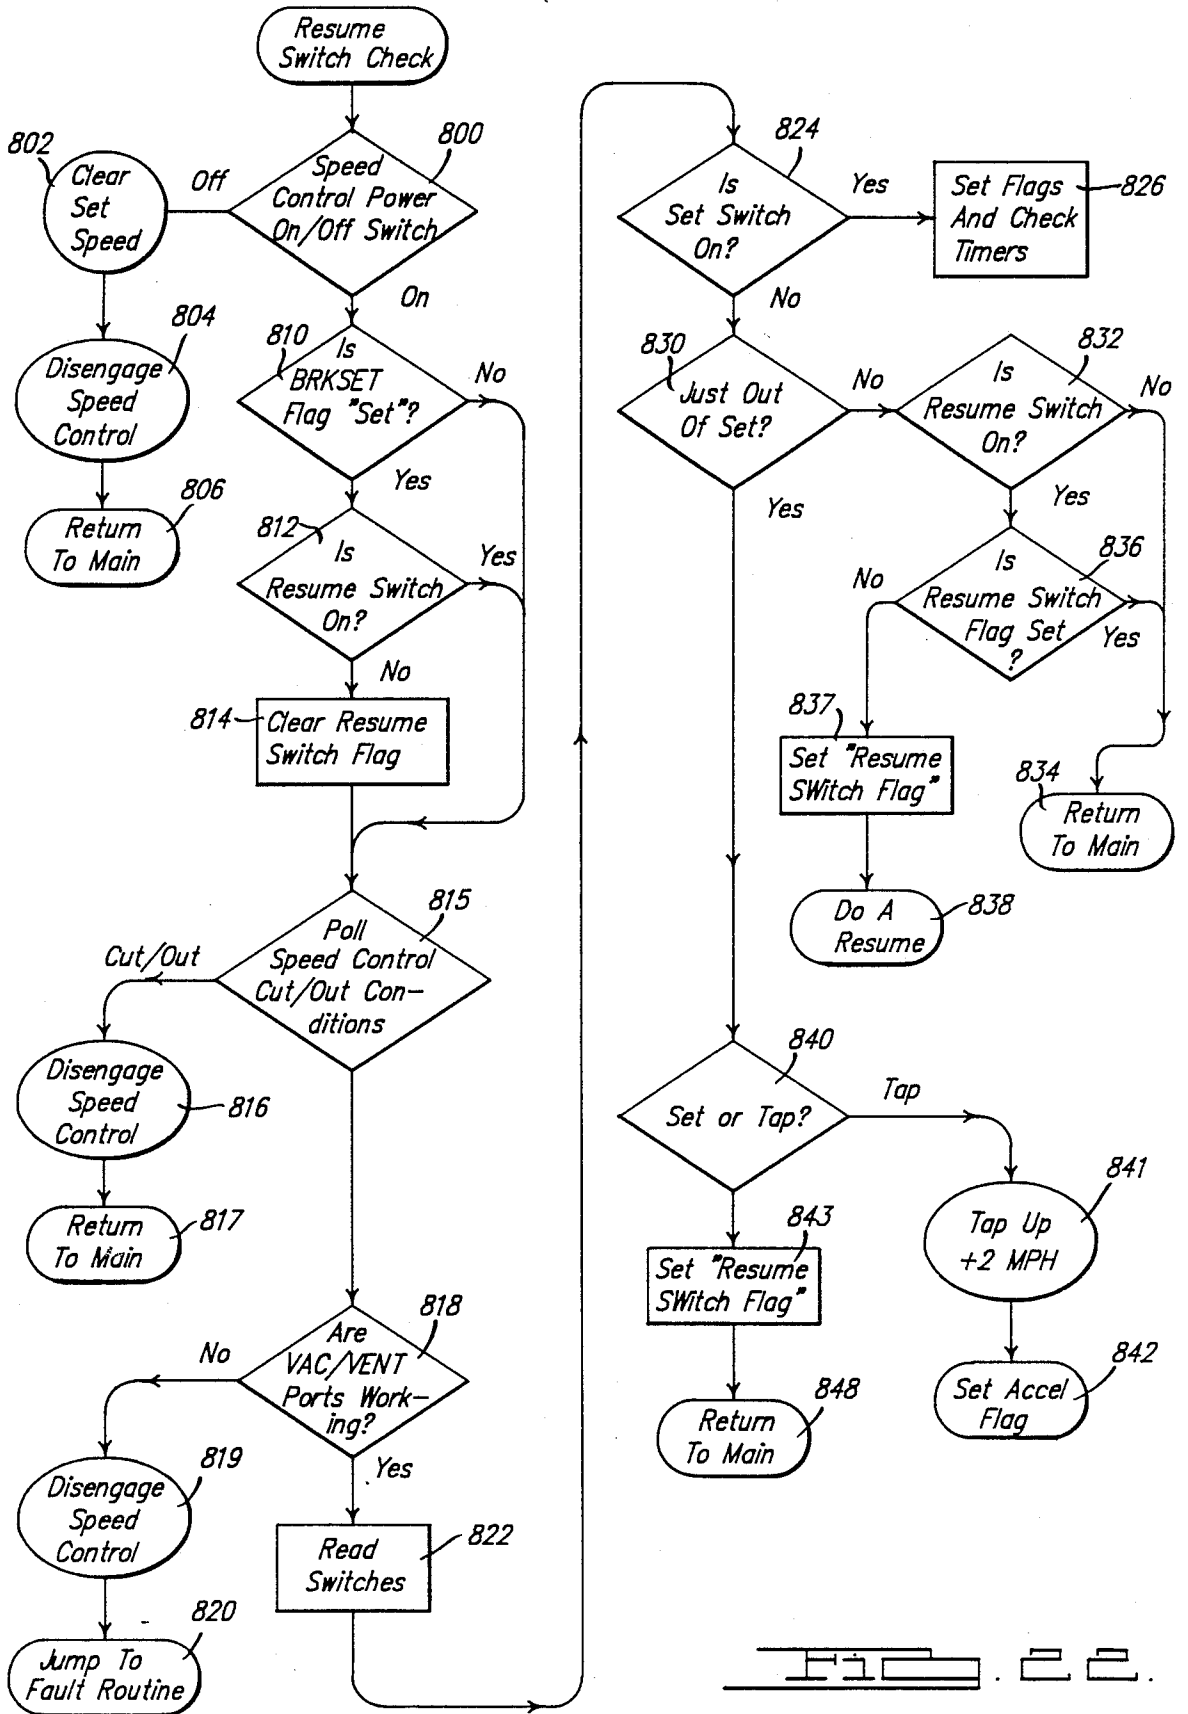 Resume
Switch Check
800
Speed
Control Power
On/Off Switch
Off
On
802
Clear
Set
Speed
804
Disengage
Speed
Control
806
Return
To Main
810
Is
BRKSET
Flag "Set"?
No
Yes
812
Is
Resume Switch
On?
Yes
No
814
Clear Resume
Switch Flag
815
Poll
Speed Control
Cut/Out Con-
ditions
Cut/Out
Disengage
Speed
Control
816
Return
To Main
817
818
Are
VAC/VENT
Ports Work-
ing?
No
Yes
819
Disengage
Speed
Control
820
Jump To
Fault Routine
Read
Switches
822
824
Is
Set Switch
On?
Yes
No
Set Flags
And Check
Timers
826
830
Just Out
Of Set?
No
Yes
832
Is
Resume Switch
On?
No
Yes
836
Is
Resume Switch
Flag Set
?
No
Yes
837
Set "Resume
SWitch Flag"
834
Return
To Main
Do A
Resume
838
840
Set or Tap?
Tap
841
Tap Up
+2 MPH
843
Set "Resume
SWitch Flag"
842
Set Accel
Flag
Return
To Main
848